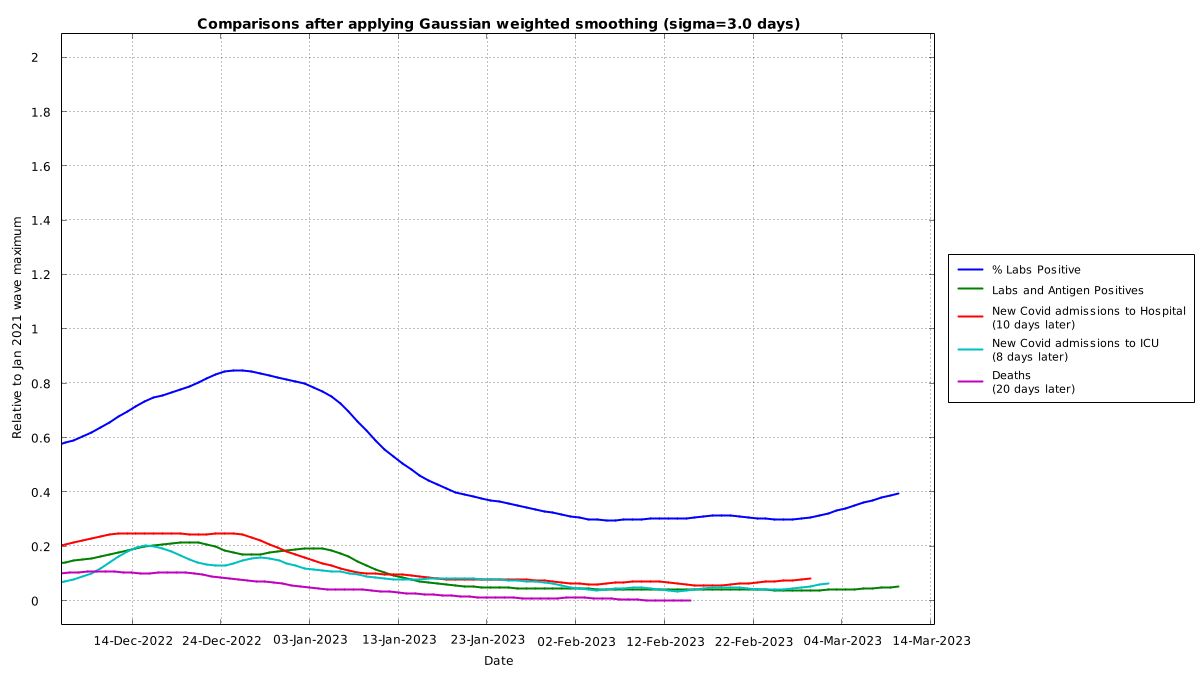 Comparisons after applying Gaussian weighted smoothing (sigma=3.0 days)
Relative to Jan 2021 wave maximum
2
1.8
1.6
1.4
1.2
1
0.8
0.6
0.4
0.2
0
14-Dec-2022 24-Dec-2022 03-Jan-2023 13-Jan-2023 23-Jan-2023 02-Feb-2023 12-Feb-2023 22-Feb-2023 04-Mar-2023 14-Mar-2023
Date
% Labs Positive
Labs and Antigen Positives
New Covid admissions to Hospital
(10 days later)
New Covid admissions to ICU
(8 days later)
Deaths
(20 days later)